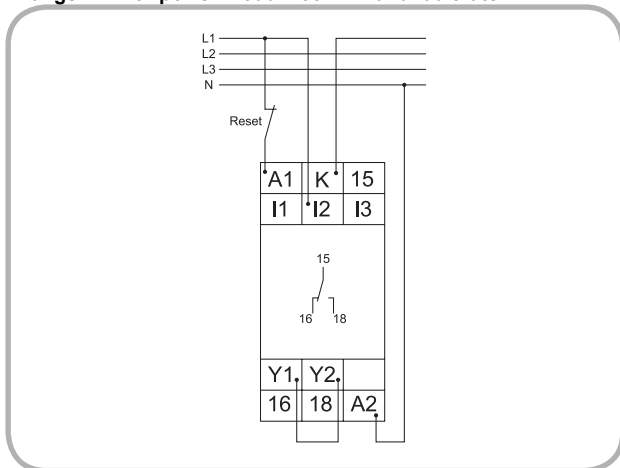 L1
L2
L3
N
Reset
A1 K 15
I1 I2 I3
15
16 18
Y1 Y2
16 18 A2